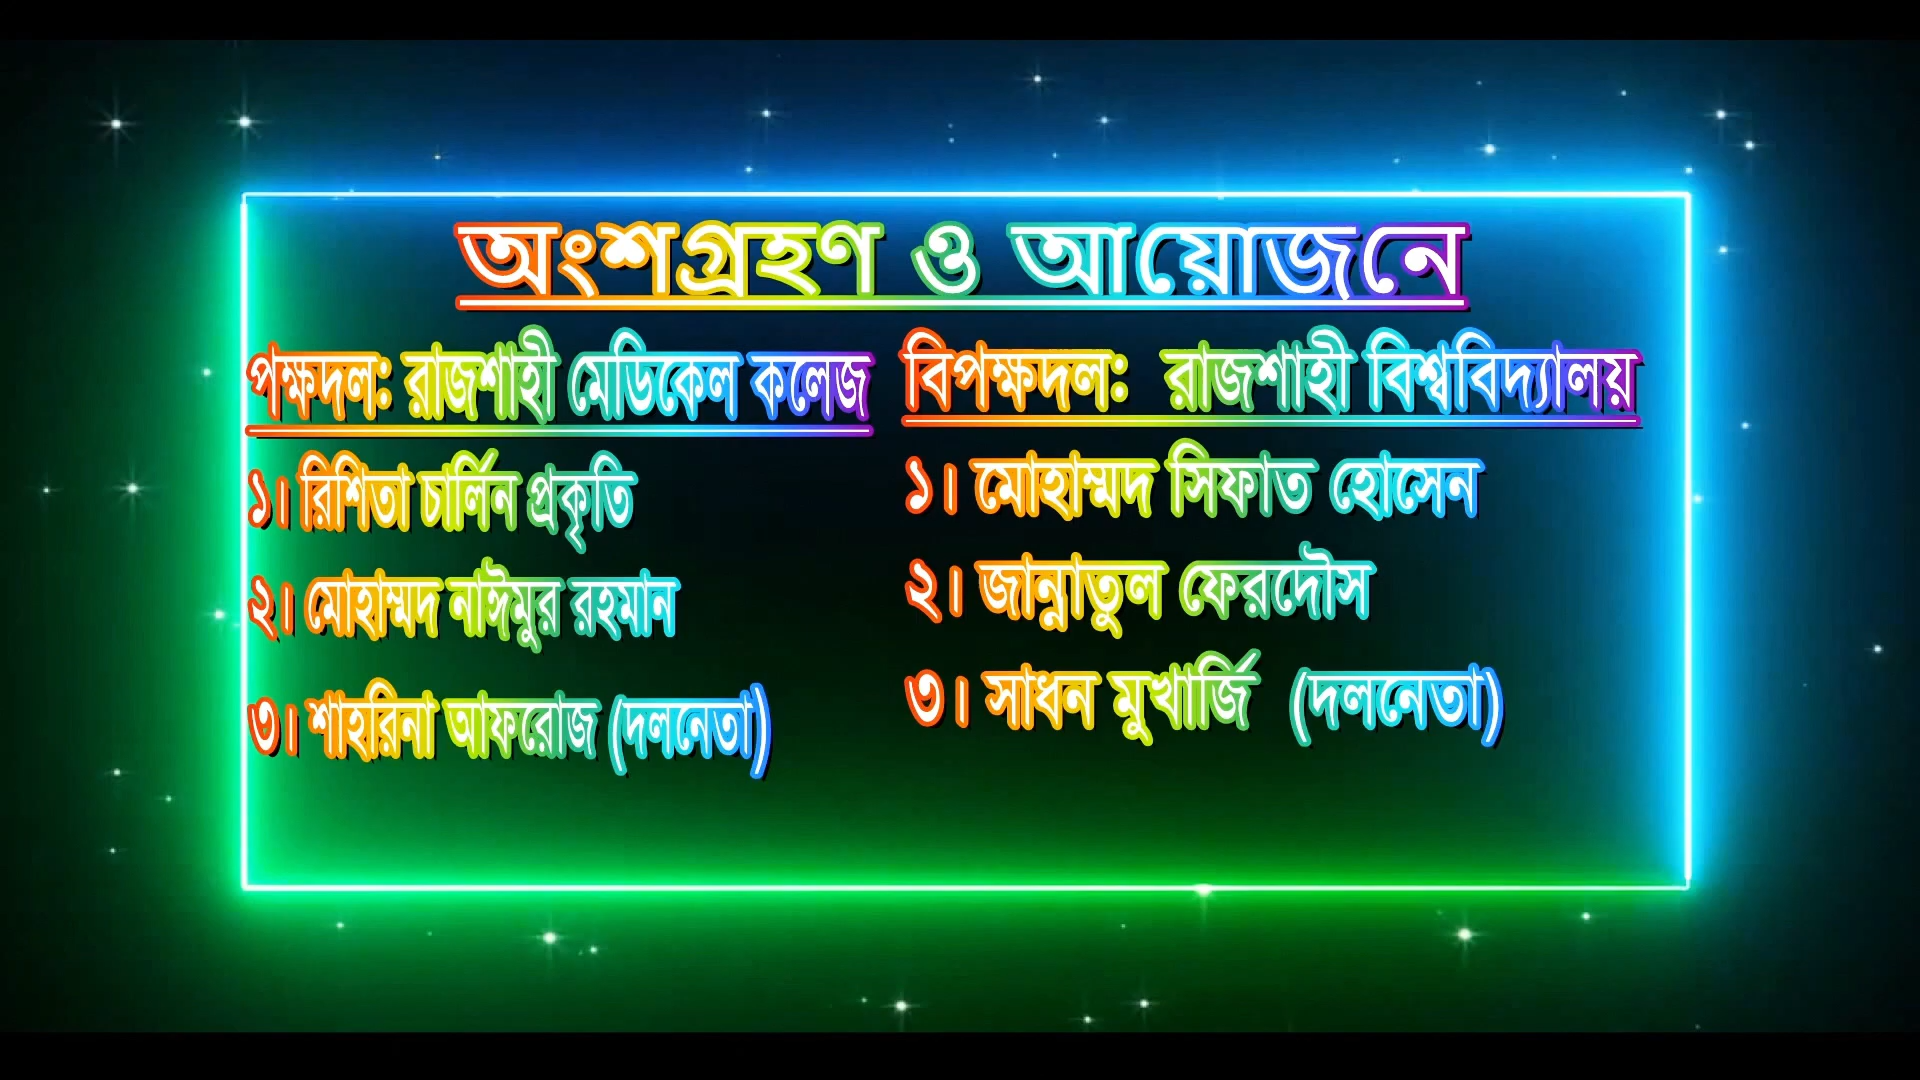 অংশগ্রহণ ও আয়োজনে
পক্ষদল: রাজশাহী মেডিকেল কলেজ
১। রিশিতা চার্লিন প্রকৃতি
২। মোহাম্মদ নাঈমুর রহমান
৩। শাহরিনা আফরোজ (দলনেতা)
বিপক্ষদল: রাজশাহী বিশ্ববিদ্যালয়
১। মোহাম্মদ সিফাত হোসেন
২। জান্নাতুল ফেরদৌস
৩। সাধন মুখার্জি (দলনেতা)